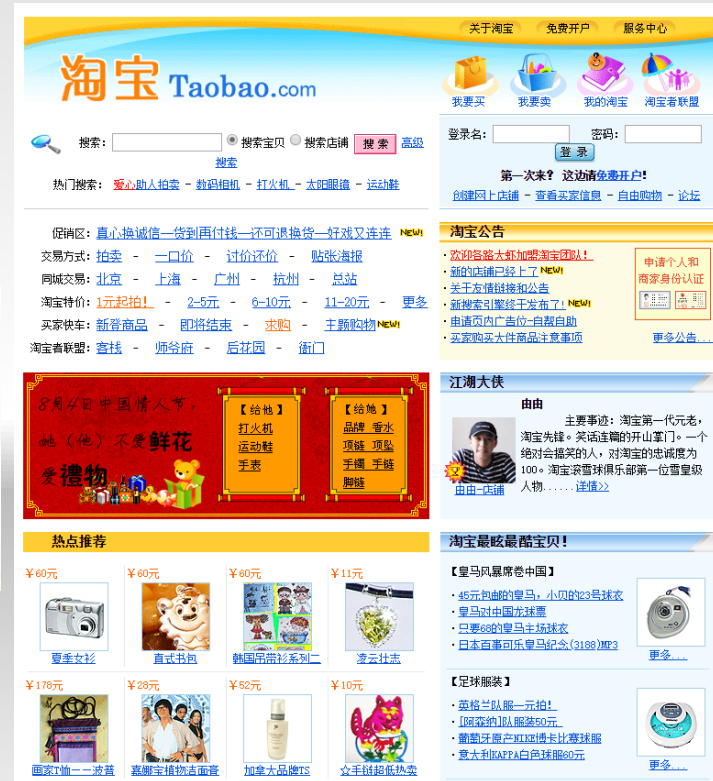 关于淘宝 免费开户 服务中心
淘宝 Taobao.com
我要买 我要卖 我的淘宝 淘宝者联盟
搜索: 搜索宝贝 搜索店铺 搜 索 高级
搜索
热门搜索: 爱心助人拍卖 - 数码相机 - 打火机 - 太阳眼镜 - 运动鞋
登录名: 密码:
登 录
第一次来? 这边请免费开户!
创建网上店铺 - 查看买家信息 - 自由购物 - 论坛
促销区: 真心换诚信—货到再付钱—还可退换货—好戏又连连 NEW!
交易方式: 拍卖 - 一口价 - 讨价还价 - 贴张海报
同城交易: 北京 - 上海 - 广州 - 杭州 - 总站
淘宝特价: 1元起拍! - 2-5元 - 6-10元 - 11-20元 - 更多
买家快车: 新登商品 - 即将结束 - 求购 - 主题购物 NEW!
淘宝者联盟: 客栈 - 师爷府 - 后花园 - 衙门
淘宝公告
· 欢迎各路大虾加盟淘宝团队!
· 新的店铺已经上了 NEW!
· 关于友情链接和公告
· 新搜索引擎终于发布了! NEW!
· 申请页内广告位-自帮自助
· 买家购买大件商品注意事项
申请个人和
商家身份认证
更多公告...
8月4日中国情人节,
她(他)不爱鲜花
爱禮物
【给他】
打火机
运动鞋
手表
【给她】
品牌 香水
项链 项坠
手镯 手链
脚链
江湖大侠
由由
主要事迹: 淘宝第一代元老,
淘宝先锋。笑话连篇的开山掌门。一个
绝对会搞笑的人, 对淘宝的忠诚度为
100。淘宝滚雪球俱乐部第一位雪皇级
人物......详情>>
由由-店铺
热点推荐
¥60元 ¥60元 ¥60元 ¥11元
夏季女衫 直式书包 韩国吊带衫系列二 凌云壮志
¥178元 ¥28元 ¥52元 ¥10元
画家T恤——波普 嘉娜宝植物洁面膏 加拿大品牌TS ☆手链超低热卖
淘宝最眩最酷宝贝!
【皇马风暴席卷中国】
· 45元包邮的皇马, 小贝的23号球衣
· 皇马对中国龙球票
· 只要68的皇马主场球衣
· 日本百事可乐皇马纪念(3188)MP3
更多...
【足球服装】
· 英格兰队服一元拍!
· [阿森纳]队服装50元
· 葡萄牙原产NIKE博卡比赛球服
· 意大利KAPPA白色球服60元
更多...